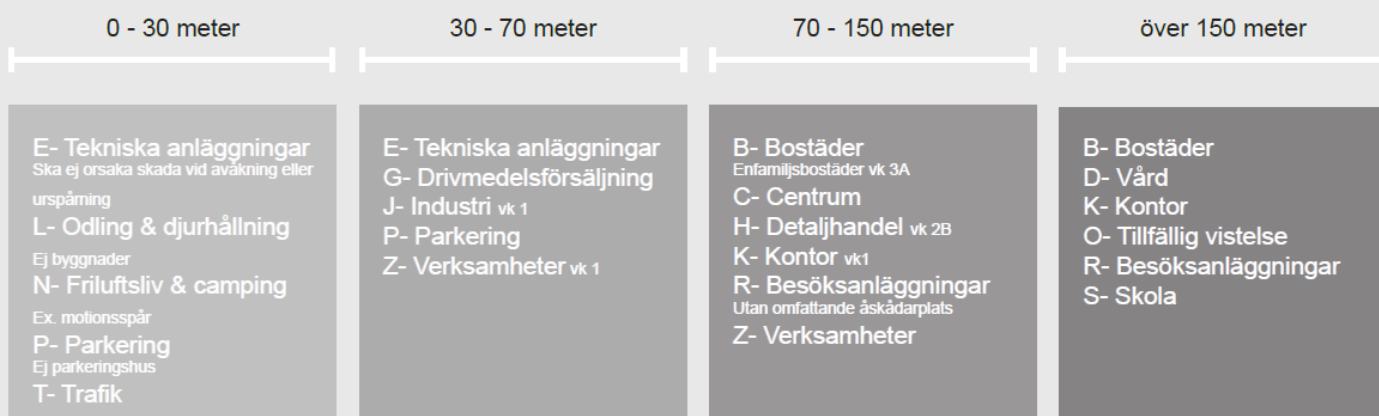 0 - 30 meter
30 - 70 meter
70 - 150 meter
över 150 meter
E- Tekniska anläggningar
Ska ej orsaka skada vid avåkning eller
urspårning
L- Odling & djurhållning
Ej byggnader
N- Friluftsliv & camping
Ex. motionsspår
P- Parkering
Ej parkeringshus
T- Trafik
E- Tekniska anläggningar
G- Drivmedelsförsäljning
J- Industri vk 1
P- Parkering
Z- Verksamheter vk 1
B- Bostäder
Enfamiljsbostäder vk 3A
C- Centrum
H- Detaljhandel vk 2B
K- Kontor vk1
R- Besöksanläggningar
Utan omfattande åskådarplats
Z- Verksamheter
B- Bostäder
D- Vård
K- Kontor
O- Tillfällig vistelse
R- Besöksanläggningar
S- Skola